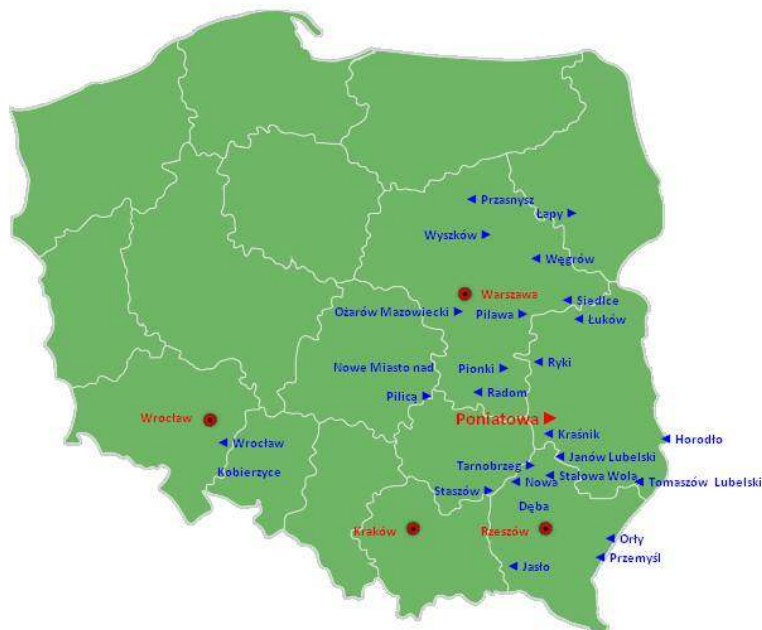 Przasnysz
Łapy
Wyszków
Węgrów
Warszawa
Siedlce
Ożarów Mazowiecki
Pilawa
Łuków
Nowe Miasto nad
Pilicą
Pionki
Ryki
Radom
Wrocław
Poniatowa
Wrocław
Kobierzyce
Kraśnik
Horodło
Janów Lubelski
Tarnobrzeg
Stalowa Wola
Staszów
Nowa
Dęba
Tomaszów Lubelski
Kraków
Rzeszów
Orły
Przemyśl
Jasło